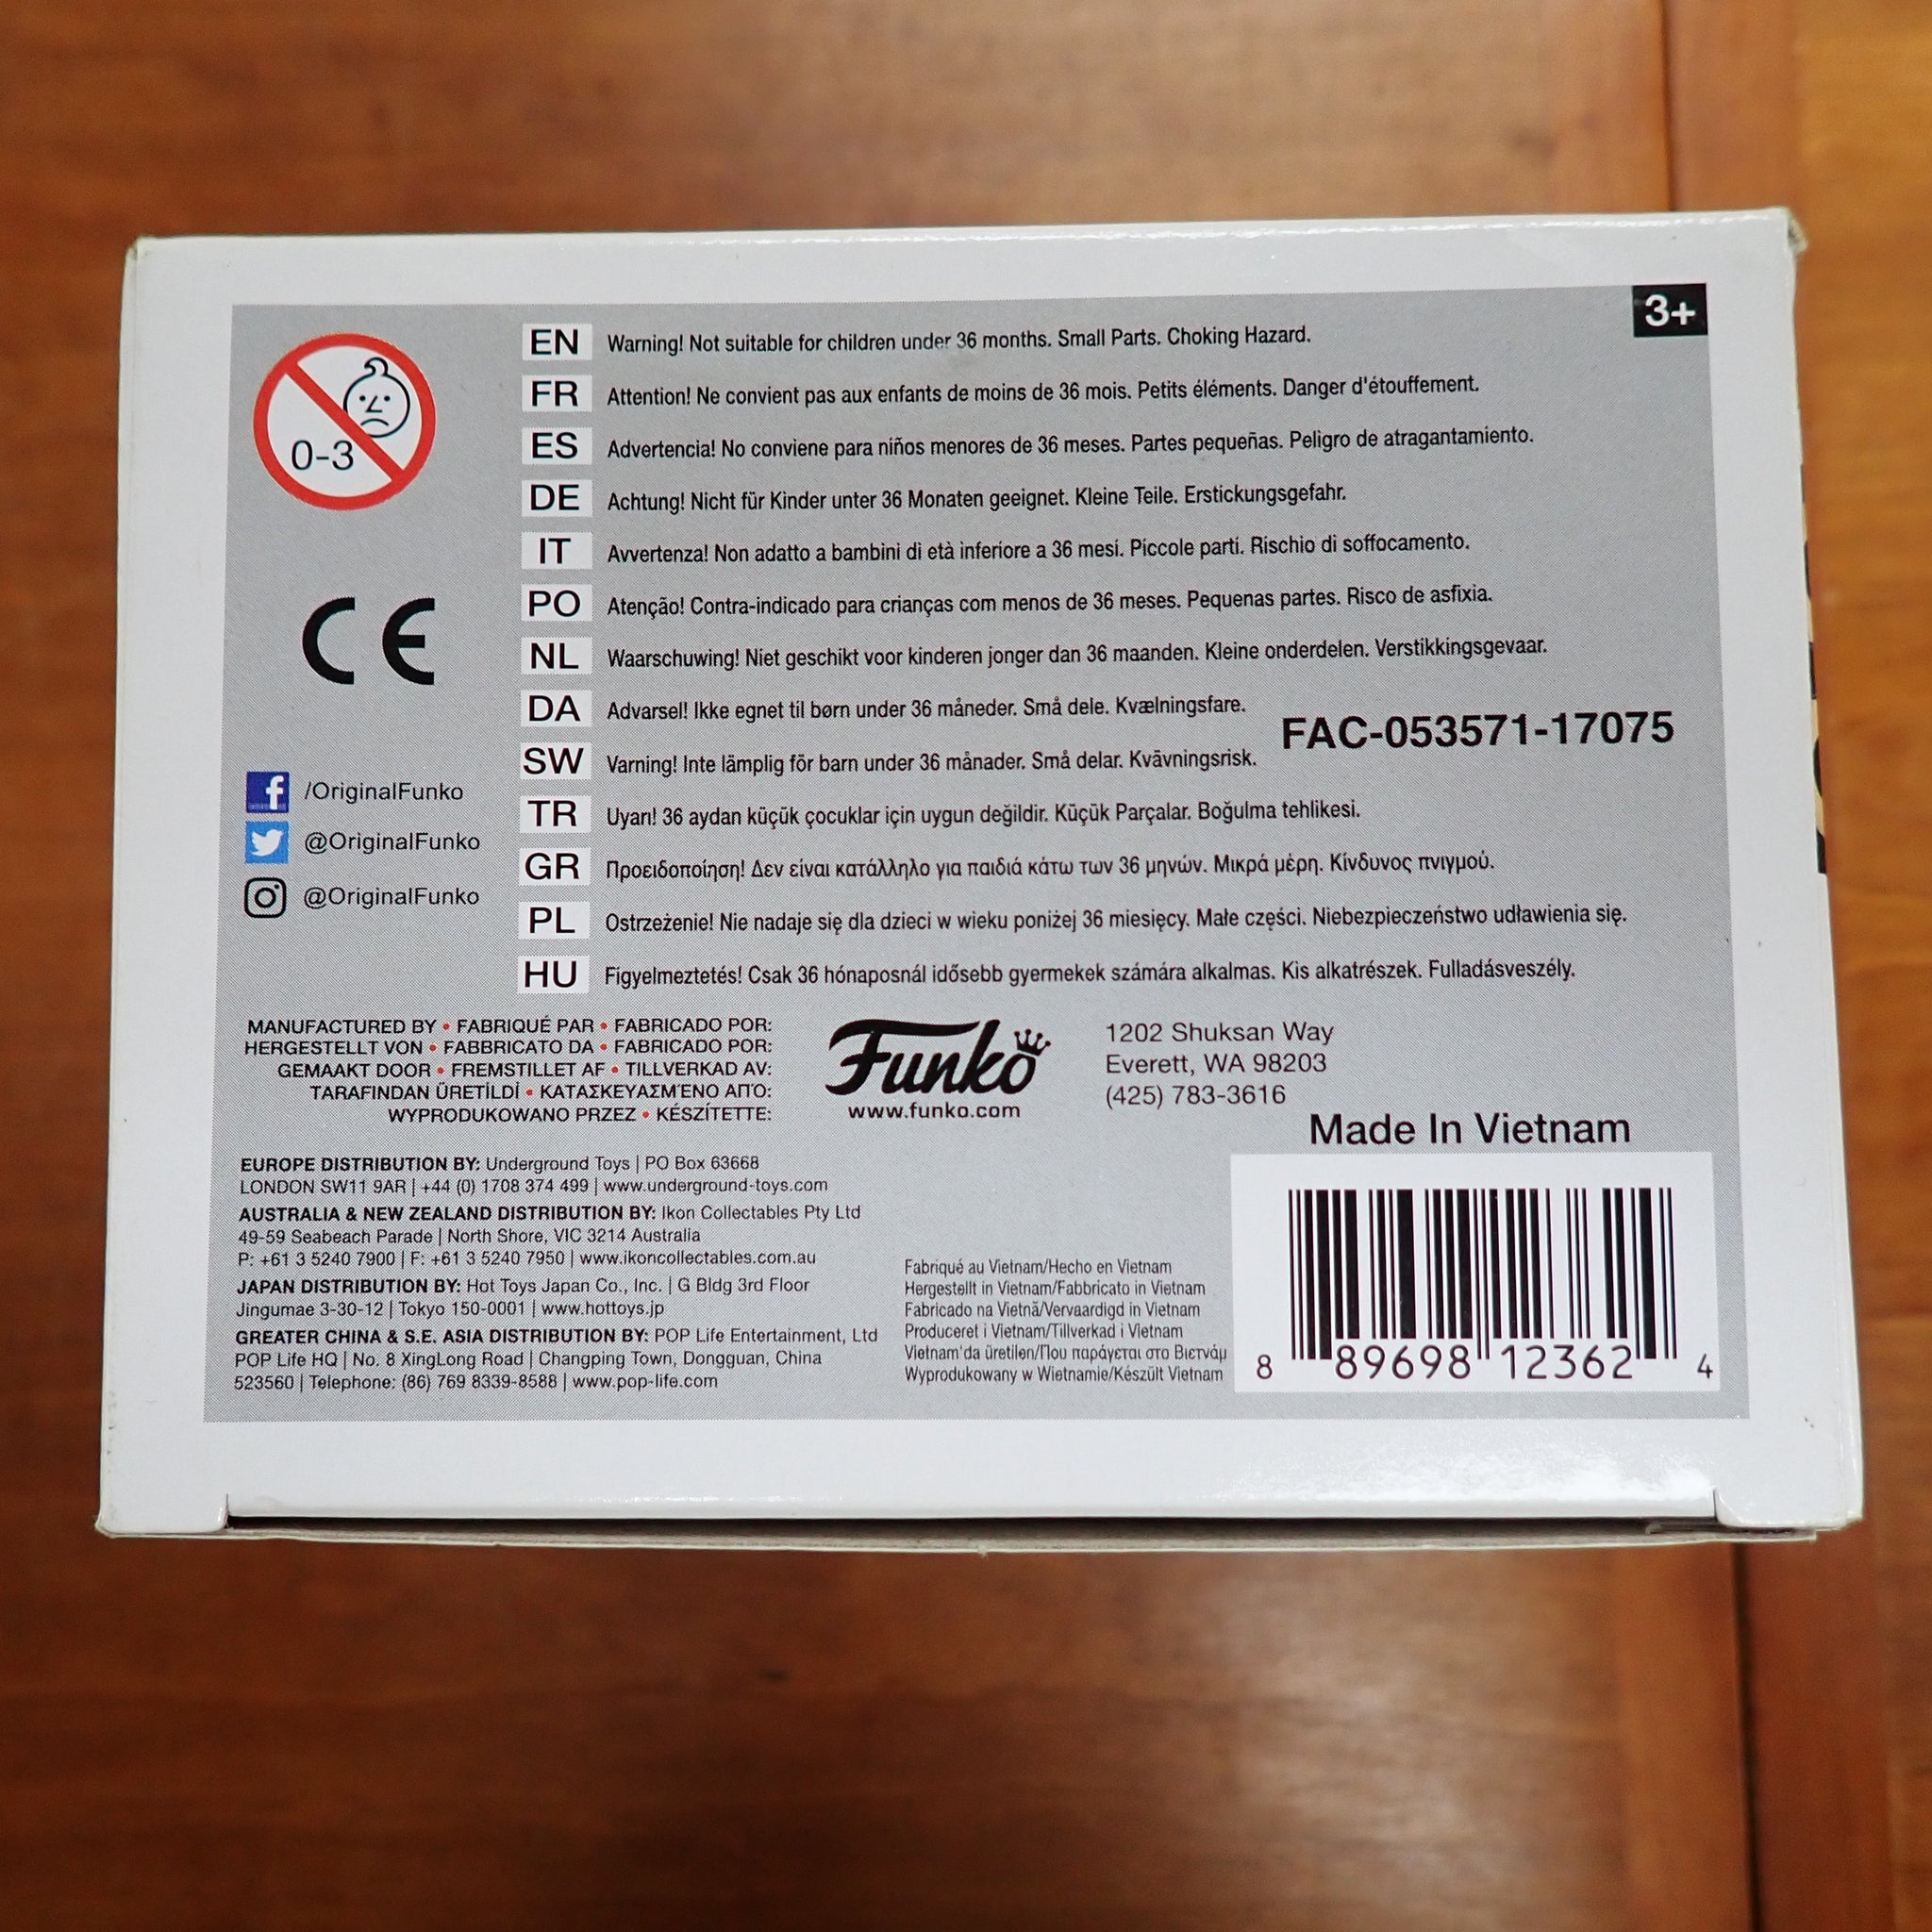 3+
0-3
EN Warning! Not suitable for children under 36 months. Small Parts. Choking Hazard.
FR Attention! Ne convient pas aux enfants de moins de 36 mois. Petits éléments. Danger d'étouffement.
ES Advertencia! No conviene para niños menores de 36 meses. Partes pequeñas. Peligro de atragantamiento.
DE Achtung! Nicht für Kinder unter 36 Monaten geeignet. Kleine Teile. Erstickungsgefahr.
IT Avvertenza! Non adatto a bambini di età inferiore a 36 mesi. Piccole parti. Rischio di soffocamento.
PO Atenção! Contra-indicado para crianças com menos de 36 meses. Pequenas partes. Risco de asfixia.
NL Waarschuwing! Niet geschikt voor kinderen jonger dan 36 maanden. Kleine onderdelen. Verstikkingsgevaar.
DA Advarsel! Ikke egnet til børn under 36 måneder. Små dele. Kvælningsfare.
FAC-053571-17075
SW Varning! Inte lämplig för barn under 36 månader. Små delar. Kvävningsrisk.
TR Uyarı! 36 aydan küçük çocuklar için uygun değildir. Küçük Parçalar. Boğulma tehlikesi.
GR Προειδοποίηση! Δεν είναι κατάλληλο για παιδιά κάτω των 36 μηνών. Μικρά μέρη. Κίνδυνος πνιγμού.
PL Ostrzeżenie! Nie nadaje się dla dzieci w wieku poniżej 36 miesięcy. Małe części. Niebezpieczeństwo udławienia się.
HU Figyelmeztetés! Csak 36 hónaposnál idősebb gyermekek számára alkalmas. Kis alkatrészek. Fulladásveszély.
CE
f /OriginalFunko
@OriginalFunko
@OriginalFunko
MANUFACTURED BY • FABRIQUÉ PAR • FABRICADO POR:
HERGESTELLT VON • FABBRICATO DA • FABRICADO POR:
GEMAAKT DOOR • FREMSTILLET AF • TILLVERKAD AV:
TARAFINDAN ÜRETİLDİ • ΚΑΤΑΣΚΕΥΑΣΜΈΝΟ ΑΠΌ:
WYPRODUKOWANO PRZEZ • KÉSZÍTETTE:
Funko
www.funko.com
1202 Shuksan Way
Everett, WA 98203
(425) 783-3616
Made In Vietnam
EUROPE DISTRIBUTION BY: Underground Toys | PO Box 63668
LONDON SW11 9AR | +44 (0) 1708 374 499 | www.underground-toys.com
AUSTRALIA & NEW ZEALAND DISTRIBUTION BY: Ikon Collectables Pty Ltd
49-59 Seabeach Parade | North Shore, VIC 3214 Australia
P: +61 3 5240 7900 | F: +61 3 5240 7950 | www.ikoncollectables.com.au
JAPAN DISTRIBUTION BY: Hot Toys Japan Co., Inc. | G Bldg 3rd Floor
Jingumae 3-30-12 | Tokyo 150-0001 | www.hottoys.jp
GREATER CHINA & S.E. ASIA DISTRIBUTION BY: POP Life Entertainment, Ltd
POP Life HQ | No. 8 XingLong Road | Changping Town, Dongguan, China
523560 | Telephone: (86) 769 8339-8588 | www.pop-life.com
Fabriqué au Vietnam/Hecho en Vietnam
Hergestellt in Vietnam/Fabbricato in Vietnam
Fabricado na Vietnã/Vervaardigd in Vietnam
Produceret i Vietnam/Tillverkad i Vietnam
Vietnam'da üretilen/Που παράγεται στο Βιετνάμ
Wyprodukowany w Wietnamie/Készült Vietnam
8 89698 12362 4